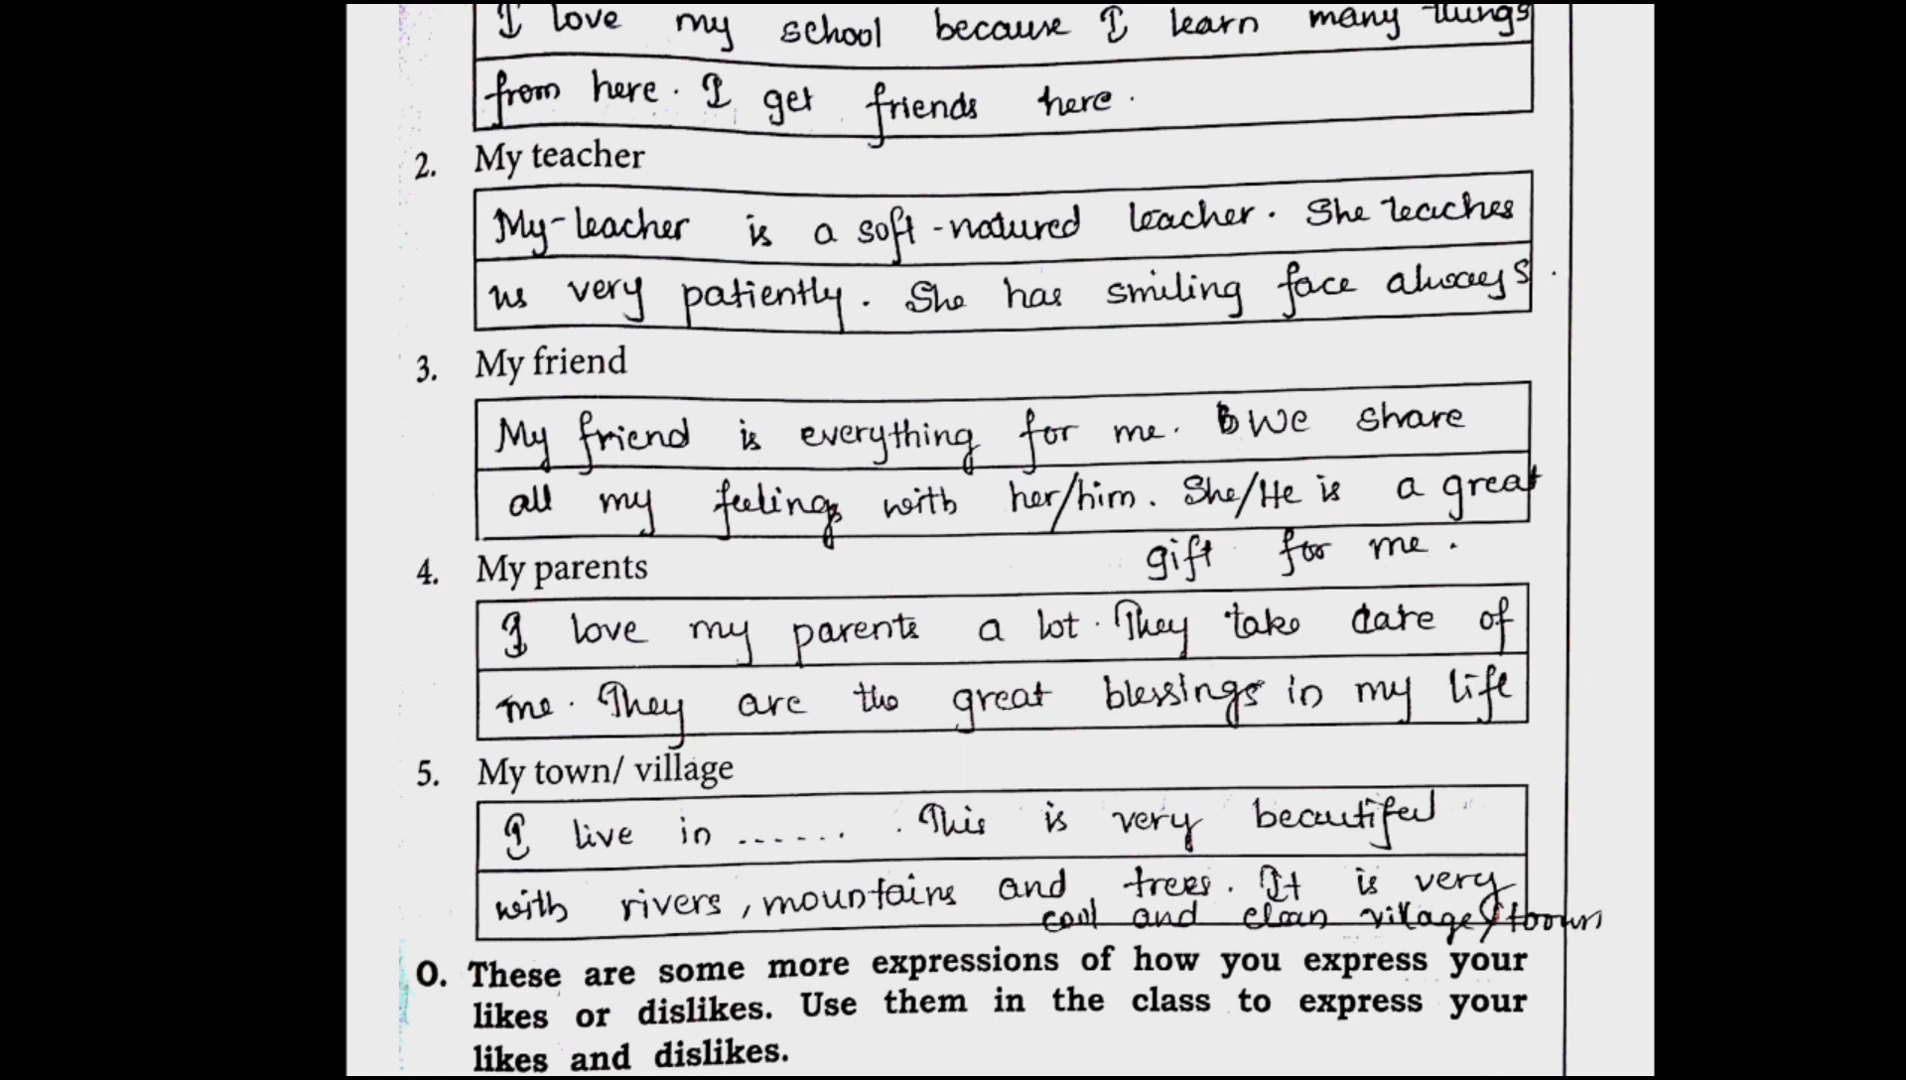 I love my school because I learn many things
from here. I get friends here.
2. My teacher
My teacher is a soft-natured teacher. She teaches
us very patiently. She has smiling face always.
3. My friend
My friend is everything for me. We share
all my feelings with her/him. She/He is a great
gift for me.
4. My parents
I love my parents a lot. They take care of
me. They are the great blessings in my life
5. My town/ village
I live in ....... . This is very beautiful
with rivers, mountains and trees. It is very
cool and clean village/town
O. These are some more expressions of how you express your
likes or dislikes. Use them in the class to express your
likes and dislikes.